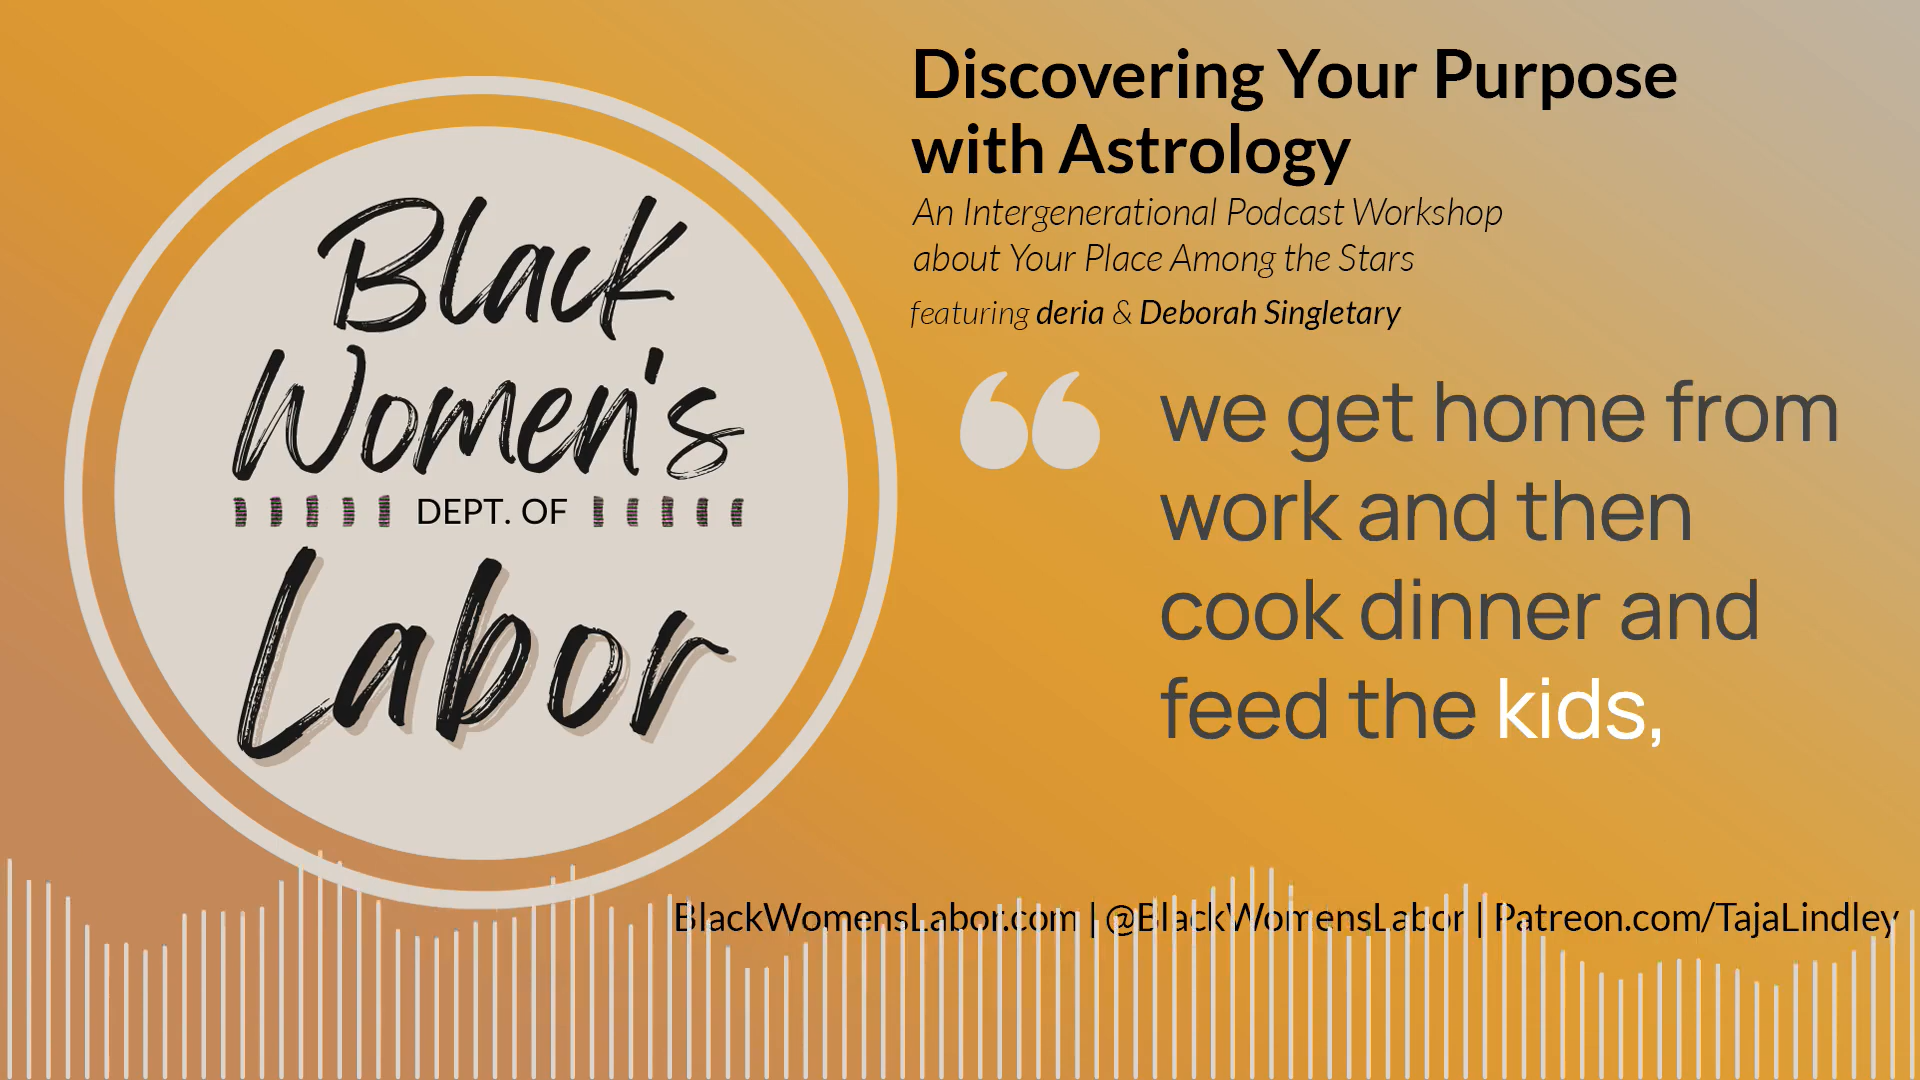 Black
Women's
DEPT. OF
Labor
Discovering Your Purpose
with Astrology
An Intergenerational Podcast Workshop
about Your Place Among the Stars
featuring deria & Deborah Singletary
“ we get home from
work and then
cook dinner and
feed the kids,
BlackWomensLabor.com | @BlackWomensLabor | Patreon.com/TajaLindley